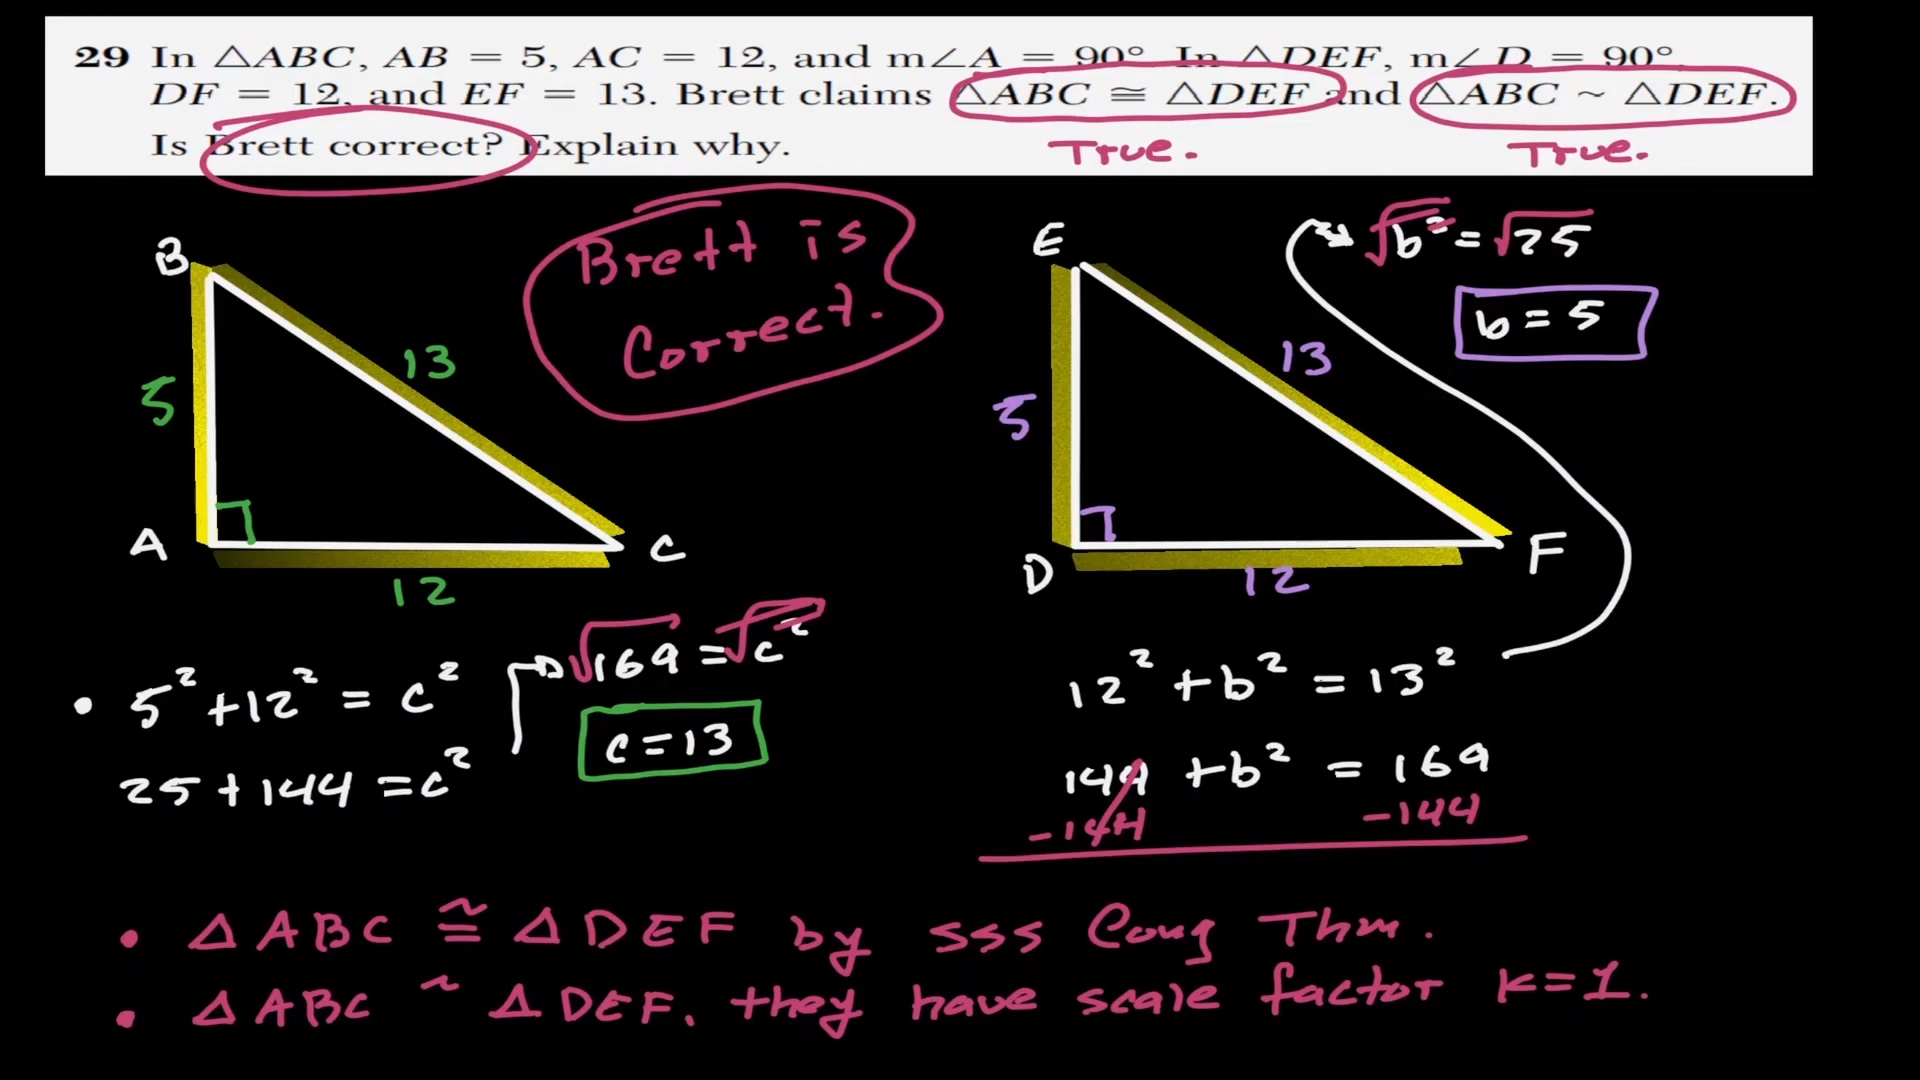 29 In △ABC, AB = 5, AC = 12, and m∠A = 90°. In △DEF, m∠D = 90°,
DF = 12, and EF = 13. Brett claims △ABC ≅ △DEF and △ABC ~ △DEF.
Is Brett correct? Explain why.
True.
True.
Brett is
Correct.
B
5
13
A
C
12
E
5
13
D
F
12
√b² = √25
b = 5
5² + 12² = c²
25 + 144 = c²
√169 = √c²
c = 13
12² + b² = 13²
144 + b² = 169
-144 -144
• △ABC ≅ △DEF by SSS Cong Thm.
• △ABC ~ △DEF. they have scale factor K=1.